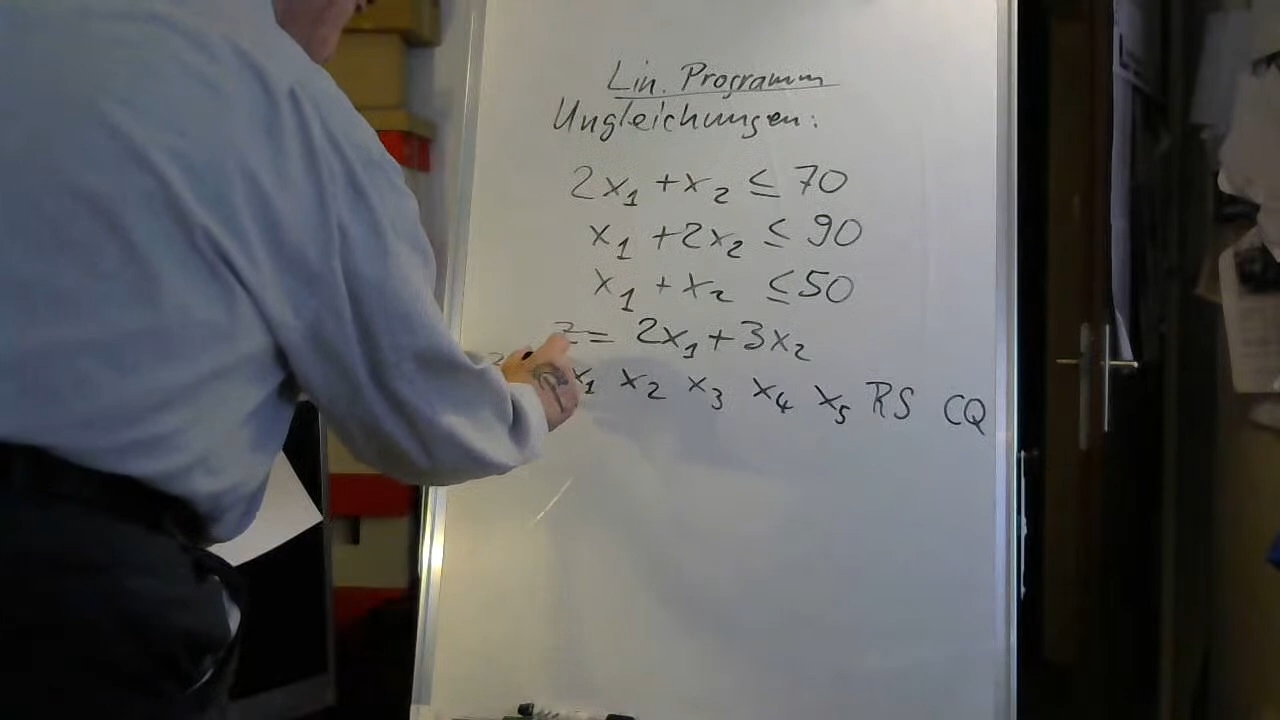 Lin. Programm
Ungleichungen:
2x₁ + x₂ ≤ 70
x₁ + 2x₂ ≤ 90
x₁ + x₂ ≤ 50
z = 2x₁ + 3x₂
x₁ x₂ x₃ x₄ x₅ RS CQ